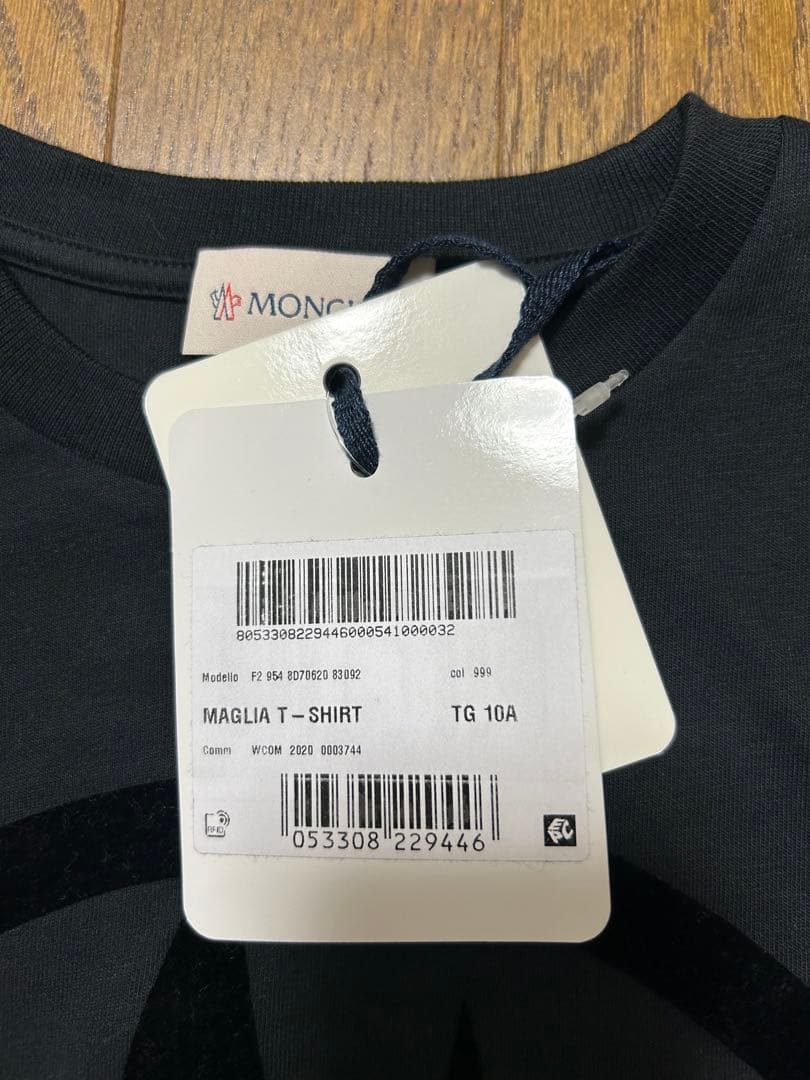 MONC
8053308229446000541000032
Modello F2 954 8D70620 83092 col 999
MAGLIA T-SHIRT TG 10A
Comm WCOM 2020 0003744
RFID
053308 229446